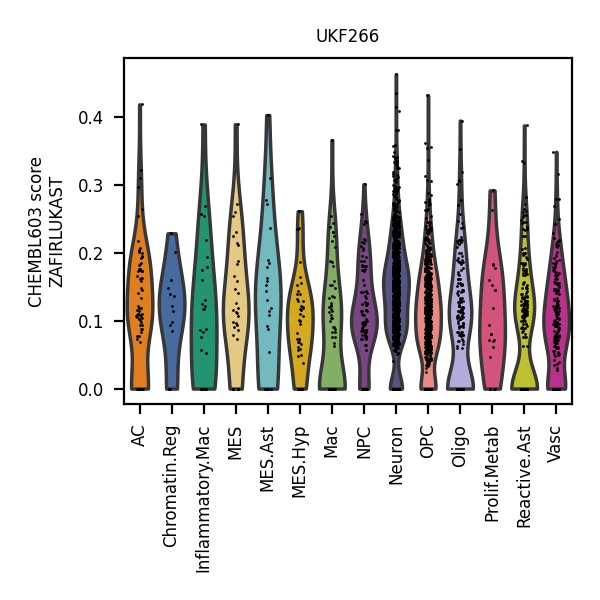 UKF266
CHEMBL603 score
ZAFIRLUKAST
0.4
0.3
0.2
0.1
0.0
AC
Chromatin.Reg
Inflammatory.Mac
MES
MES.Ast
MES.Hyp
Mac
NPC
Neuron
OPC
Oligo
Prolif.Metab
Reactive.Ast
Vasc